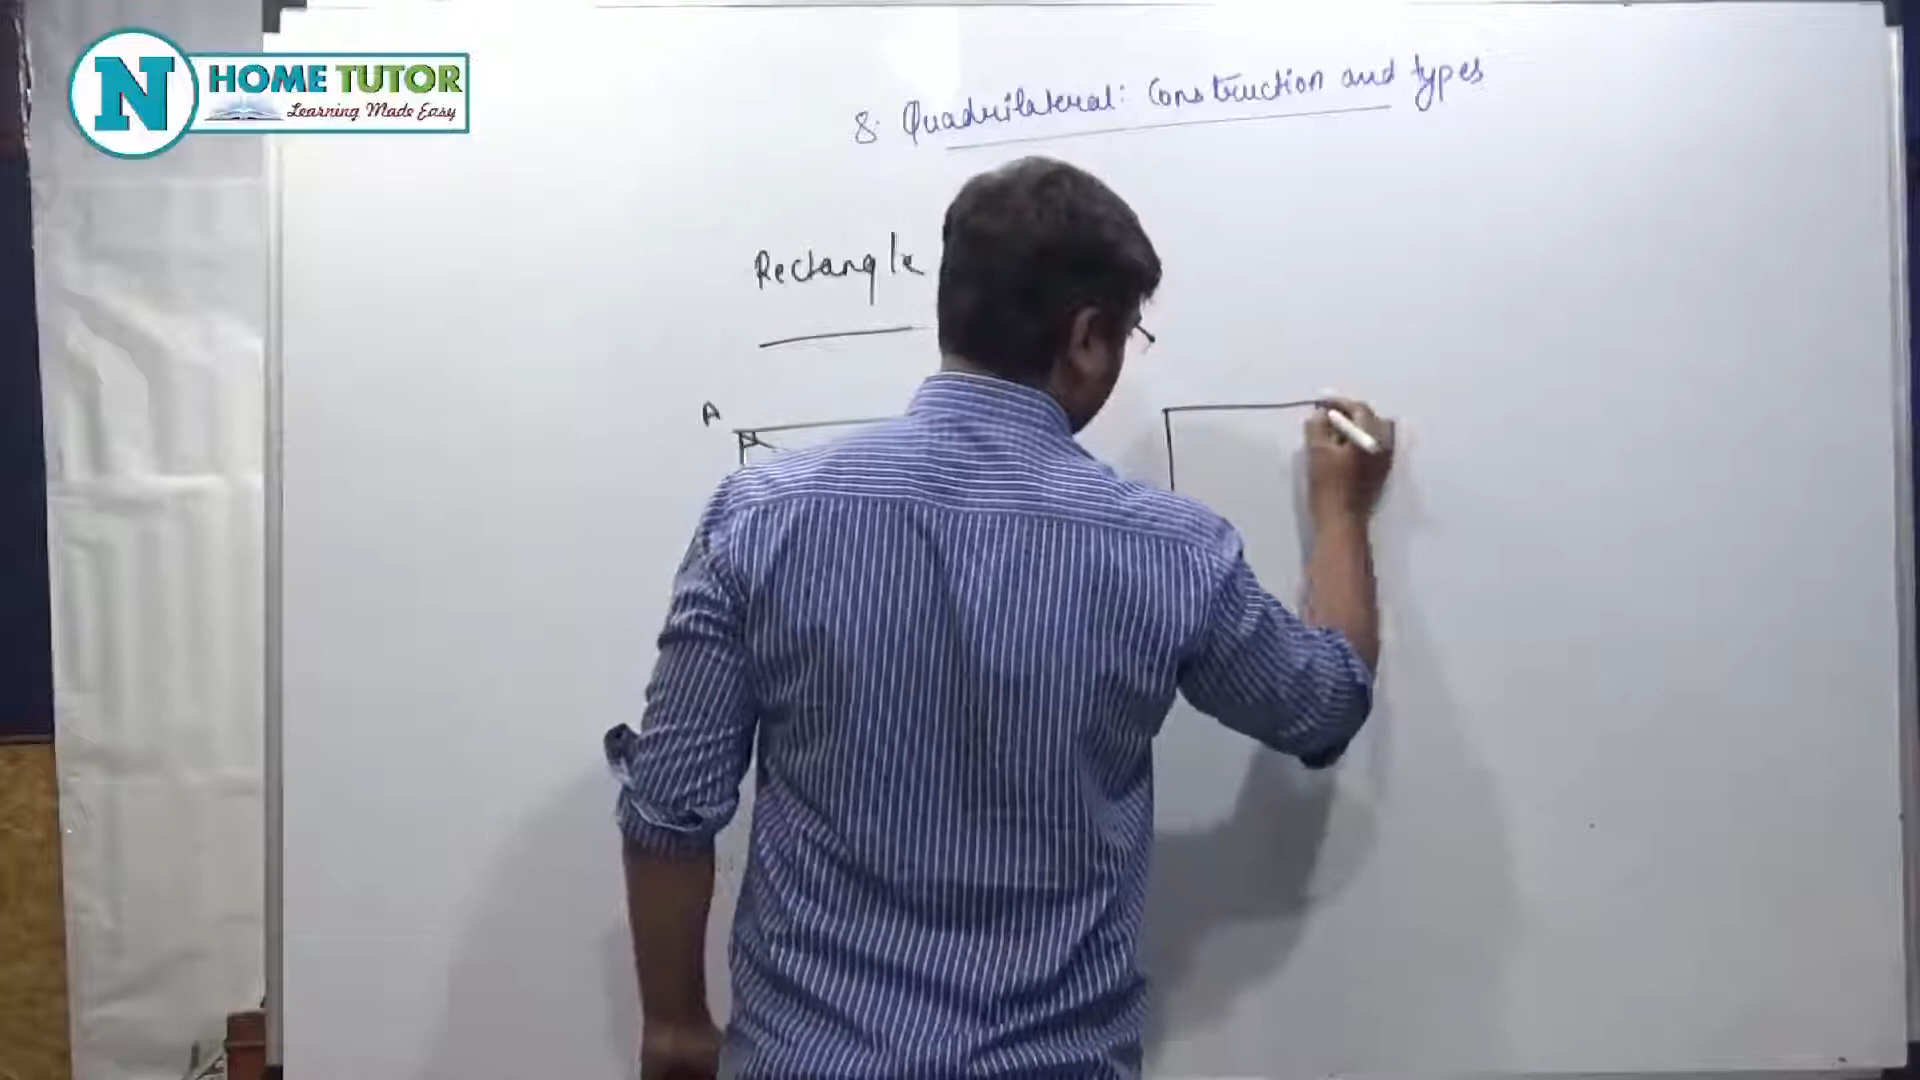 N HOME TUTOR
Learning Made Easy
8. Quadrilateral: Construction and types
Rectangle
A